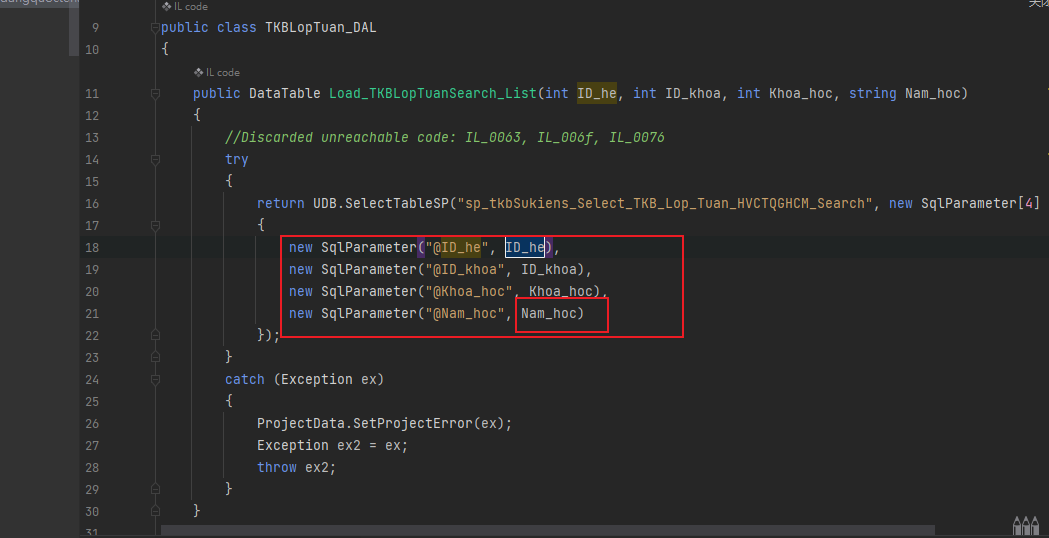 IL code
9 public class TKBLopTuan_DAL
10 {
IL code
11 public DataTable Load_TKBLopTuanSearch_List(int ID_he, int ID_khoa, int Khoa_hoc, string Nam_hoc)
12 {
13 //Discarded unreachable code: IL_0063, IL_006f, IL_0076
14 try
15 {
16 return UDB.SelectTableSP("sp_tkbSukiens_Select_TKB_Lop_Tuan_HVCTQGHCM_Search", new SqlParameter[4]
17 {
18 new SqlParameter("@ID_he", ID_he),
19 new SqlParameter("@ID_khoa", ID_khoa),
20 new SqlParameter("@Khoa_hoc", Khoa_hoc),
21 new SqlParameter("@Nam_hoc", Nam_hoc)
22 });
23 }
24 catch (Exception ex)
25 {
26 ProjectData.SetProjectError(ex);
27 Exception ex2 = ex;
28 throw ex2;
29 }
30 }
31